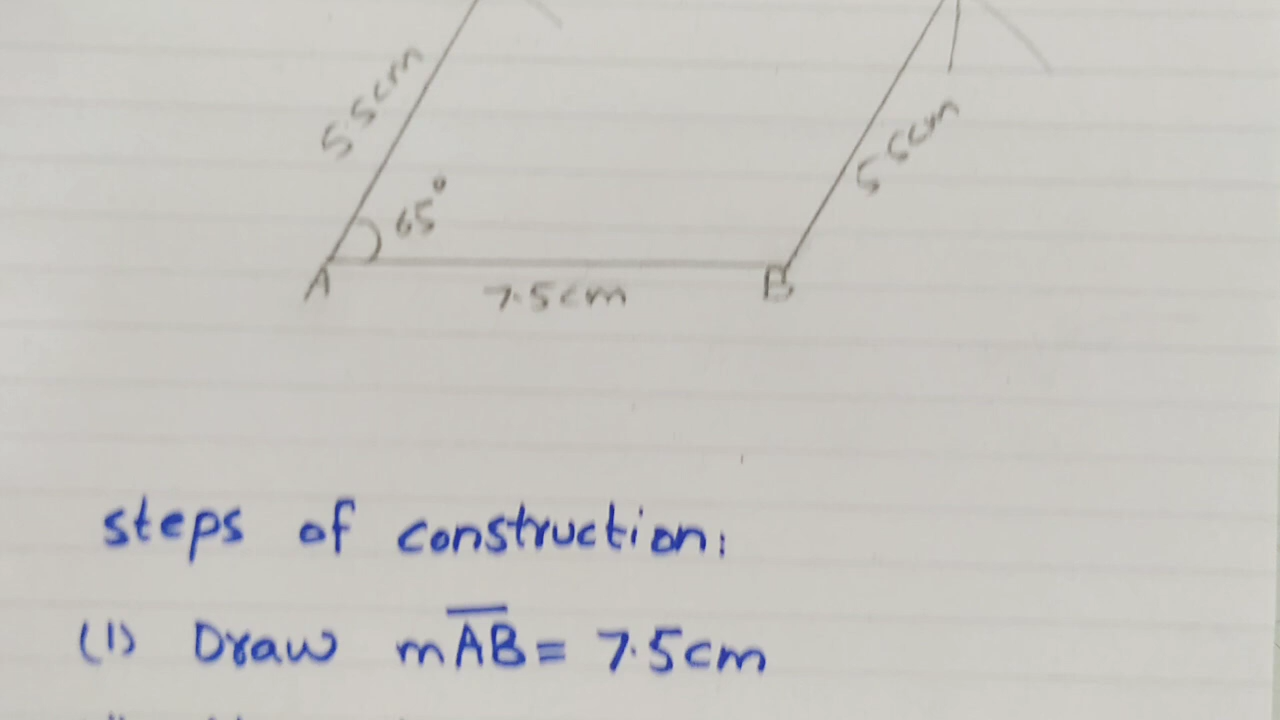 5.5cm
5.5cm
65°
A
B
7.5cm
steps of construction:
(1) Draw mAB = 7.5cm